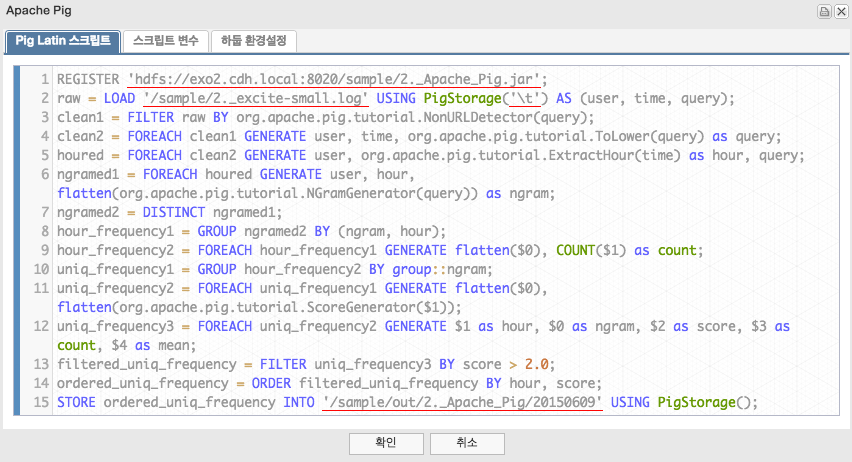 Apache Pig
Pig Latin 스크립트 스크립트 변수 하둡 환경설정
1 REGISTER 'hdfs://exo2.cdh.local:8020/sample/2._Apache_Pig.jar';
2 raw = LOAD '/sample/2._excite-small.log' USING PigStorage('\t') AS (user, time, query);
3 clean1 = FILTER raw BY org.apache.pig.tutorial.NonURLDetector(query);
4 clean2 = FOREACH clean1 GENERATE user, time, org.apache.pig.tutorial.ToLower(query) as query;
5 houred = FOREACH clean2 GENERATE user, org.apache.pig.tutorial.ExtractHour(time) as hour, query;
6 ngramed1 = FOREACH houred GENERATE user, hour,
flatten(org.apache.pig.tutorial.NGramGenerator(query)) as ngram;
7 ngramed2 = DISTINCT ngramed1;
8 hour_frequency1 = GROUP ngramed2 BY (ngram, hour);
9 hour_frequency2 = FOREACH hour_frequency1 GENERATE flatten($0), COUNT($1) as count;
10 uniq_frequency1 = GROUP hour_frequency2 BY group::ngram;
11 uniq_frequency2 = FOREACH uniq_frequency1 GENERATE flatten($0),
flatten(org.apache.pig.tutorial.ScoreGenerator($1));
12 uniq_frequency3 = FOREACH uniq_frequency2 GENERATE $1 as hour, $0 as ngram, $2 as score, $3 as
count, $4 as mean;
13 filtered_uniq_frequency = FILTER uniq_frequency3 BY score > 2.0;
14 ordered_uniq_frequency = ORDER filtered_uniq_frequency BY hour, score;
15 STORE ordered_uniq_frequency INTO '/sample/out/2._Apache_Pig/20150609' USING PigStorage();
확인 취소